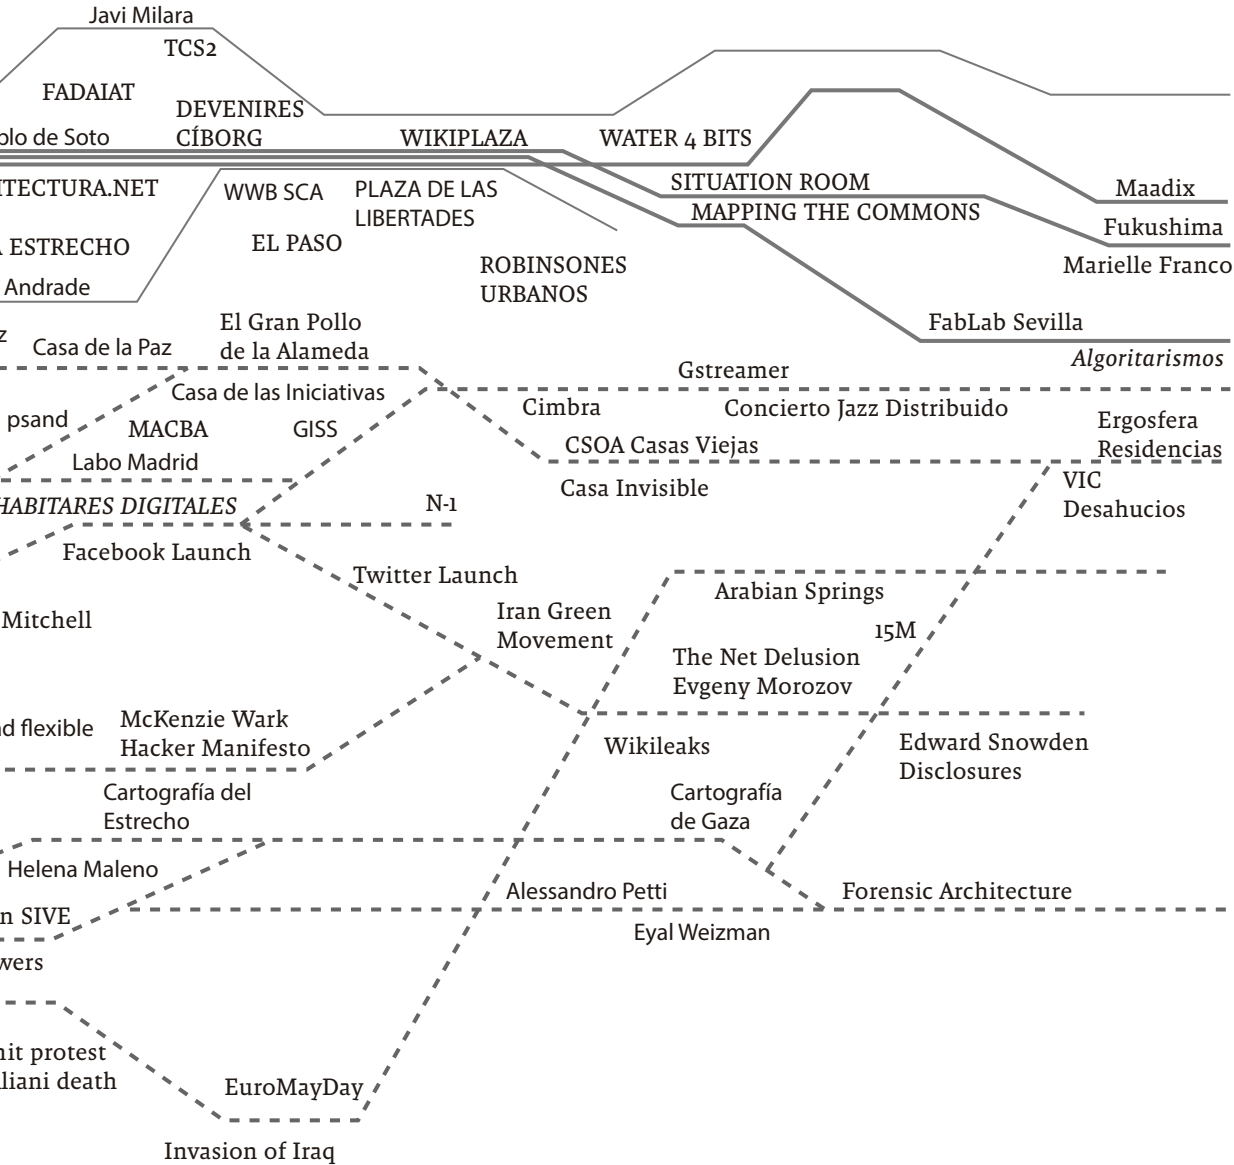 Javi Milara
TCS2
FADAIAT
DEVENIRES
CÍBORG
blo de Soto
WIKIPLAZA
WATER 4 BITS
ITECTURA.NET
WWB SCA
PLAZA DE LAS
LIBERTADES
SITUATION ROOM
MAPPING THE COMMONS
Maadix
Fukushima
Marielle Franco
A ESTRECHO
EL PASO
ROBINSONES
URBANOS
Andrade
El Gran Pollo
de la Alameda
FabLab Sevilla
Algoritarismos
z
Casa de la Paz
Casa de las Iniciativas
Gstreamer
Cimbra
Concierto Jazz Distribuido
psand
MACBA
GISS
Ergosfera
Residencias
CSOA Casas Viejas
Labo Madrid
Casa Invisible
VIC
Desahucios
HABITARES DIGITALES
N-1
Facebook Launch
Twitter Launch
Arabian Springs
Iran Green
Movement
Mitchell
15M
The Net Delusion
Evgeny Morozov
d flexible
McKenzie Wark
Hacker Manifesto
Wikileaks
Edward Snowden
Disclosures
Cartografía del
Estrecho
Cartografía
de Gaza
Helena Maleno
Alessandro Petti
Forensic Architecture
n SIVE
Eyal Weizman
wers
it protest
liani death
EuroMayDay
Invasion of Iraq